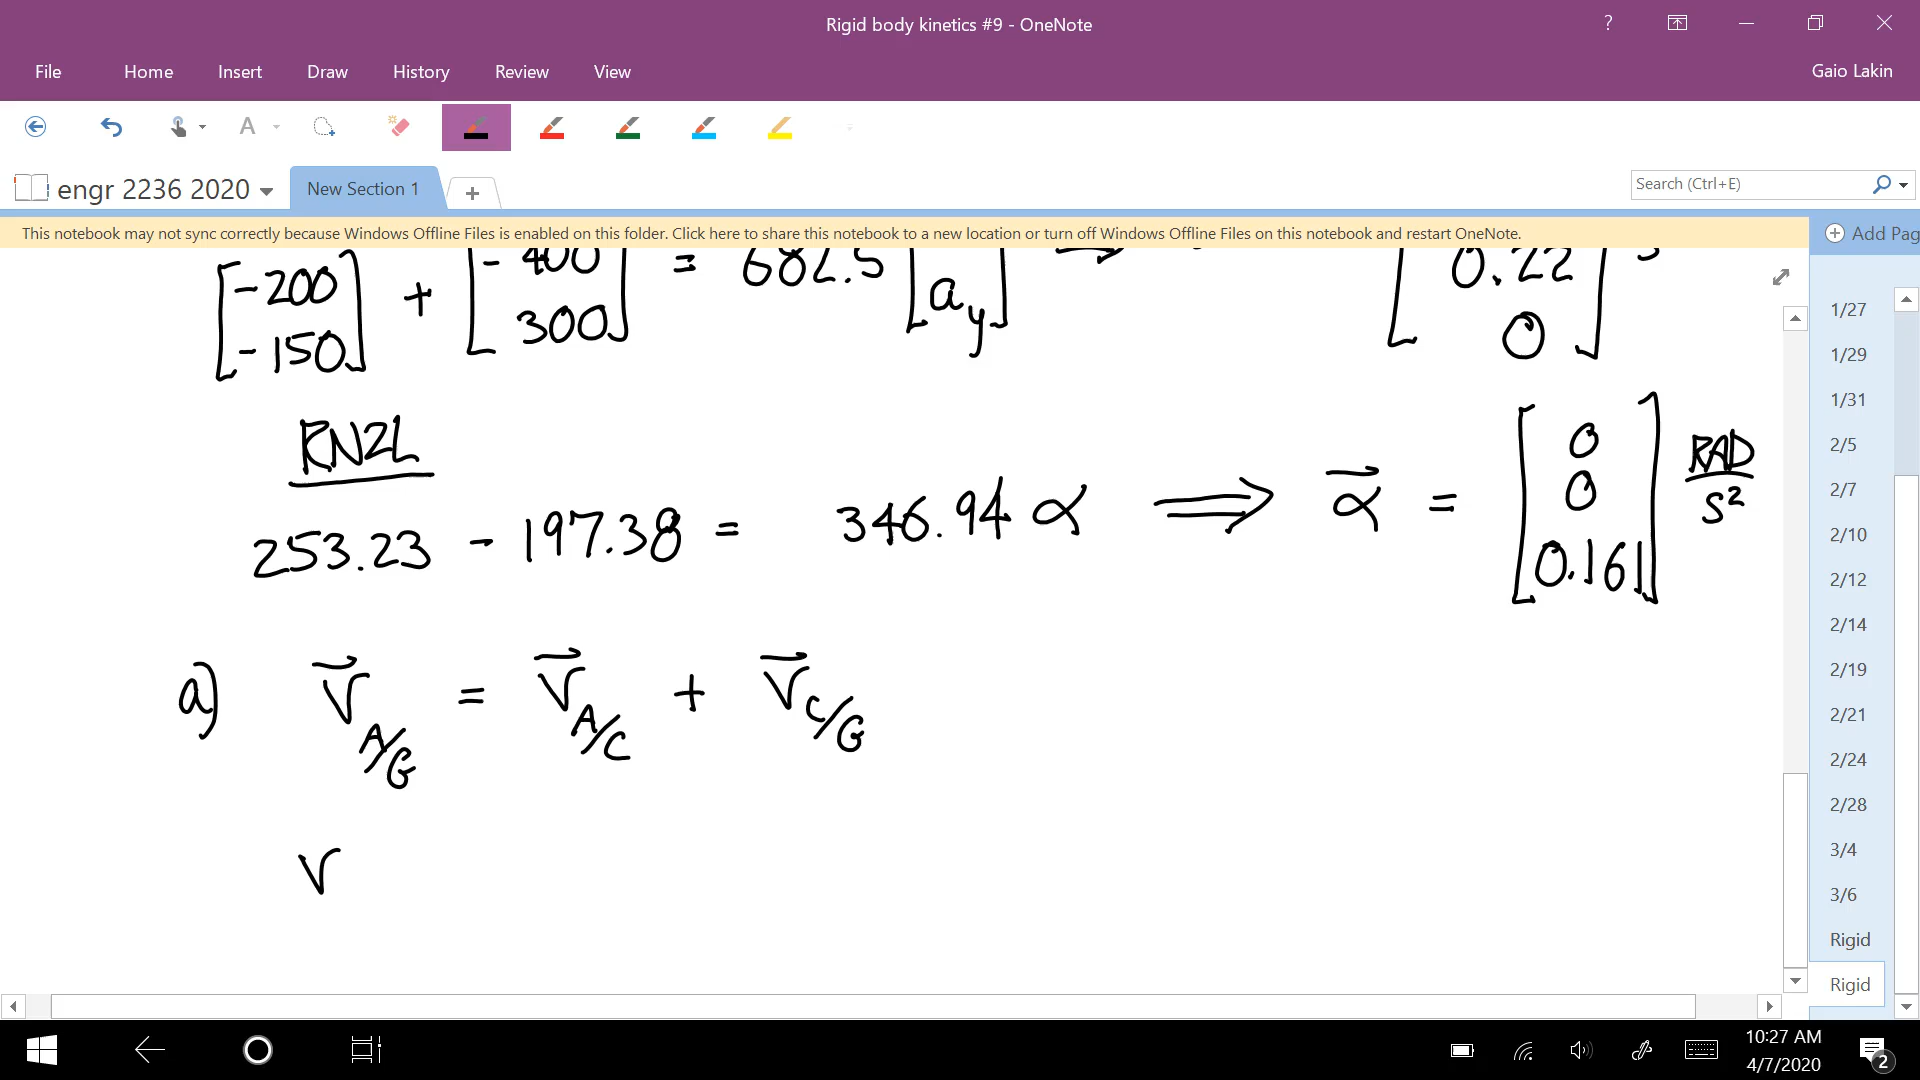 Rigid body kinetics #9 - OneNote
?
File Home Insert Draw History Review View
Gaio Lakin
A
engr 2236 2020
New Section 1
+
Search (Ctrl+E)
This notebook may not sync correctly because Windows Offline Files is enabled on this folder. Click here to share this notebook to a new location or turn off Windows Offline Files on this notebook and restart OneNote.
Add Pag
[-200 -150] + [-400 300] = 682.5 [ a_y] ⟹ [0.22 0] s
RN2L
253.23 - 197.38 = 346.94 α ⟹ α⃗ = [0 0 0.161] RAD/S²
a) V⃗_A/G = V⃗_A/C + V⃗_C/G
V
1/27
1/29
1/31
2/5
2/7
2/10
2/12
2/14
2/19
2/21
2/24
2/28
3/4
3/6
Rigid
Rigid
10:27 AM
4/7/2020
2